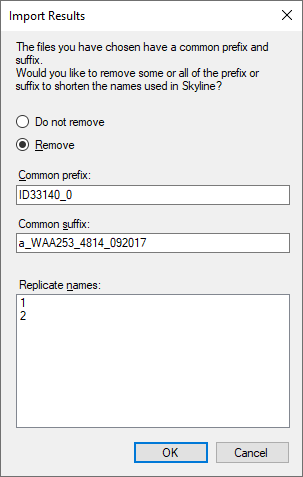 Import Results
The files you have chosen have a common prefix and
suffix.
Would you like to remove some or all of the prefix or
suffix to shorten the names used in Skyline?
Do not remove
Remove
Common prefix:
ID33140_0
Common suffix:
a_WAA253_4814_092017
Replicate names:
1
2
OK
Cancel